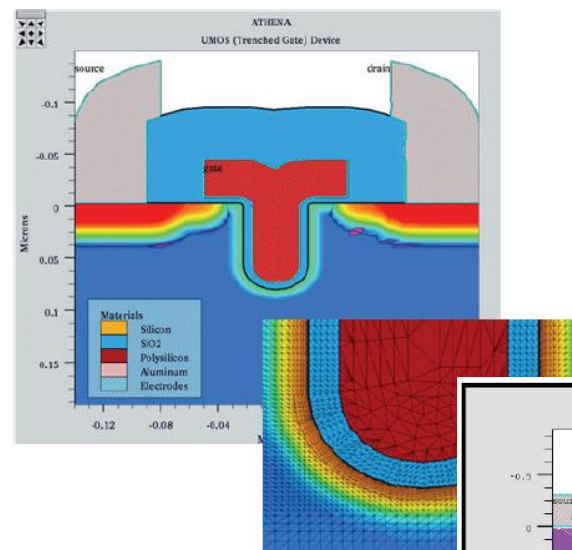 ATHENA
UMOS (Trenched Gate) Device
source
drain
gate
-0.1
-0.05
0
0.05
0.1
0.15
Microns
Materials
Silicon
SiO2
Polysilicon
Aluminum
Electrodes
-0.12
-0.08
-0.04
M
-0.5
0